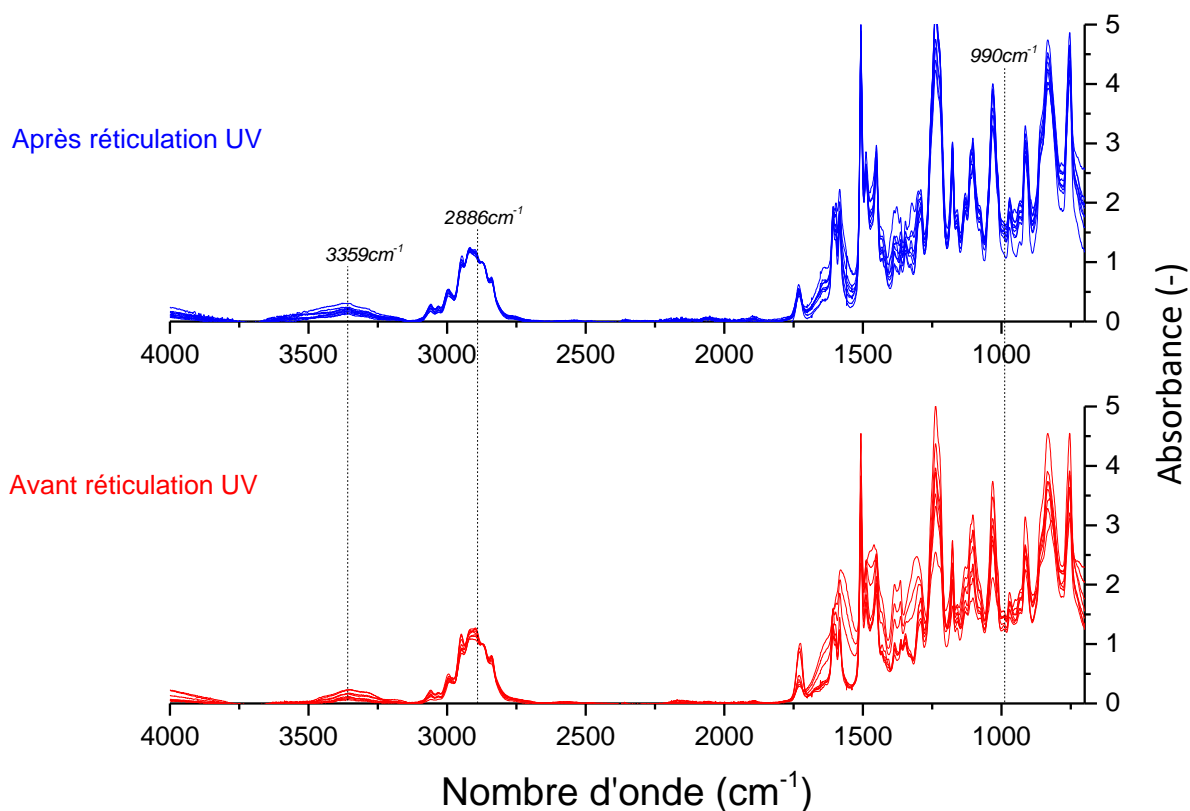 5
990cm⁻¹
4
Après réticulation UV
3
2886cm⁻¹
2
3359cm⁻¹
1
0
4000 3500 3000 2500 2000 1500 1000
Absorbance (-)
5
4
Avant réticulation UV
3
2
1
0
4000 3500 3000 2500 2000 1500 1000
Nombre d'onde (cm⁻¹)